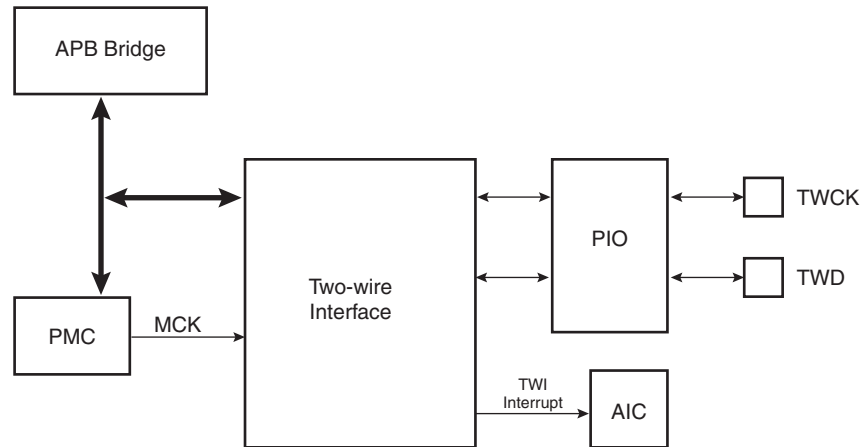 APB Bridge
TWCK
PIO
Two-wire
Interface
TWD
PMC
MCK
TWI
Interrupt
AIC